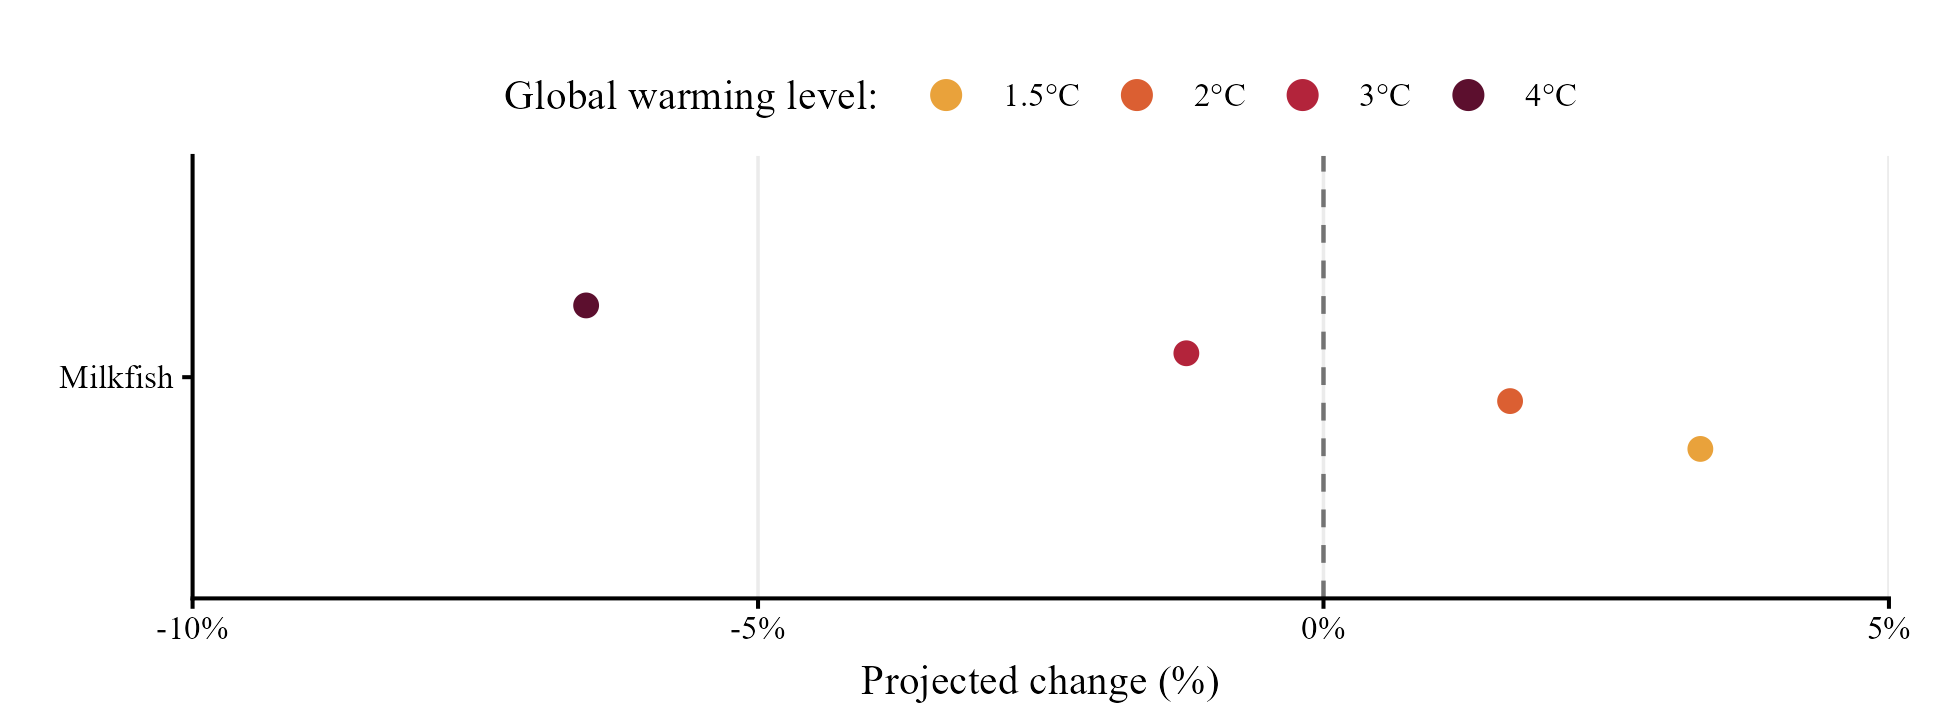 Global warming level: 1.5°C 2°C 3°C 4°C
Milkfish
-10% -5% 0% 5%
Projected change (%)